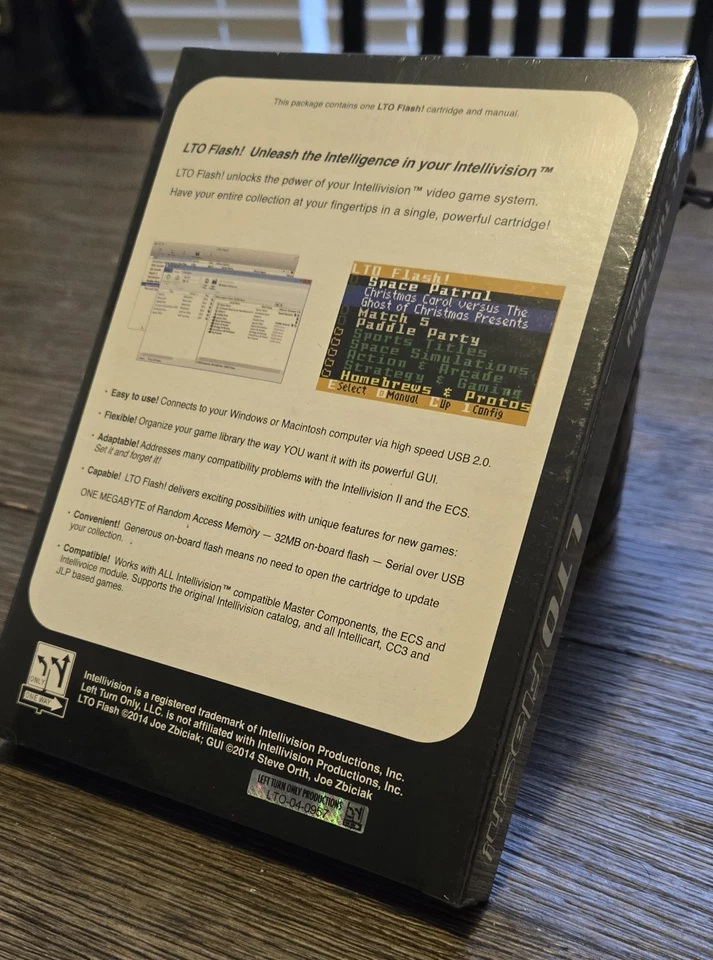 This package contains one LTO Flash! cartridge and manual.
LTO Flash! Unleash the Intelligence in your Intellivision™
LTO Flash! unlocks the power of your Intellivision™ video game system.
Have your entire collection at your fingertips in a single, powerful cartridge!
LTO Flash!
Space Patrol
Christmas Carol versus The
Ghost of Christmas Presents
Match 5
Paddle Party
Sports Titles
Space Simulations
Action & Arcade
Strategy & Gaming
Homebrews & Protos
Select Manual Up Config
· Easy to use! Connects to your Windows or Macintosh computer via high speed USB 2.0.
· Flexible! Organize your game library the way YOU want it with its powerful GUI.
· Adaptable! Addresses many compatibility problems with the Intellivision II and the ECS.
Set it and forget it!
· Capable! LTO Flash! delivers exciting possibilities with unique features for new games:
ONE MEGABYTE of Random Access Memory — 32MB on-board flash — Serial over USB
· Convenient! Generous on-board flash means no need to open the cartridge to update
your collection.
· Compatible! Works with ALL Intellivision™ compatible Master Components, the ECS and
Intellivoice module. Supports the original Intellivision catalog, and all Intellicart, CC3 and
JLP based games.
ONLY
ONE WAY
Intellivision is a registered trademark of Intellivision Productions, Inc.
Left Turn Only, LLC. is not affiliated with Intellivision Productions, Inc.
LTO Flash ©2014 Joe Zbiciak; GUI ©2014 Steve Orth, Joe Zbiciak
LEFT TURN ONLY PRODUCTIONS
LTO-04-0967
LTO Flash!